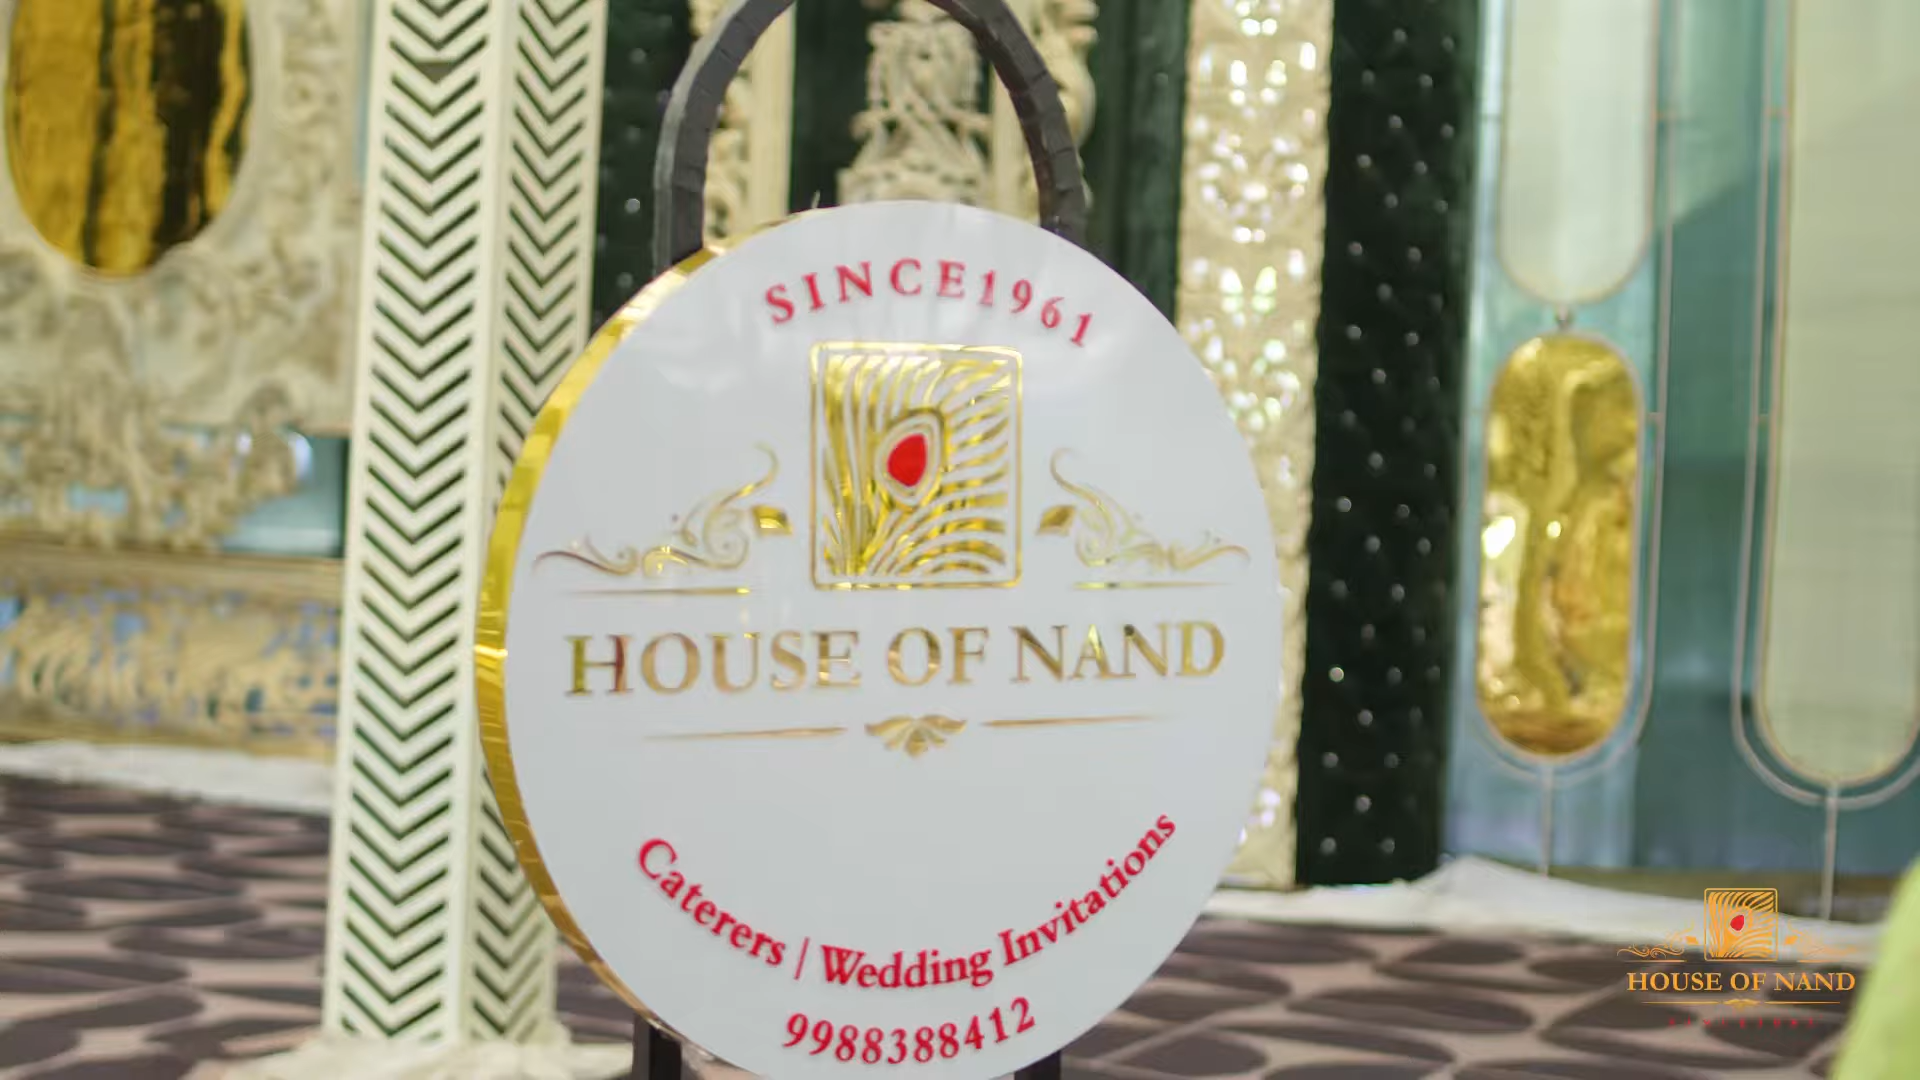 SINCE1961
HOUSE OF NAND
Caterers | Wedding Invitations
9988388412
HOUSE OF NAND